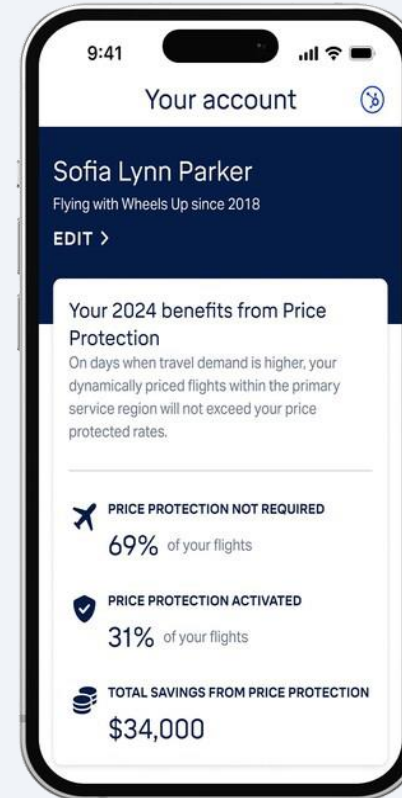 9:41
Your account
Sofia Lynn Parker
Flying with Wheels Up since 2018
EDIT >
Your 2024 benefits from Price
Protection
On days when travel demand is higher, your
dynamically priced flights within the primary
service region will not exceed your price
protected rates.
PRICE PROTECTION NOT REQUIRED
69% of your flights
PRICE PROTECTION ACTIVATED
31% of your flights
TOTAL SAVINGS FROM PRICE PROTECTION
$34,000